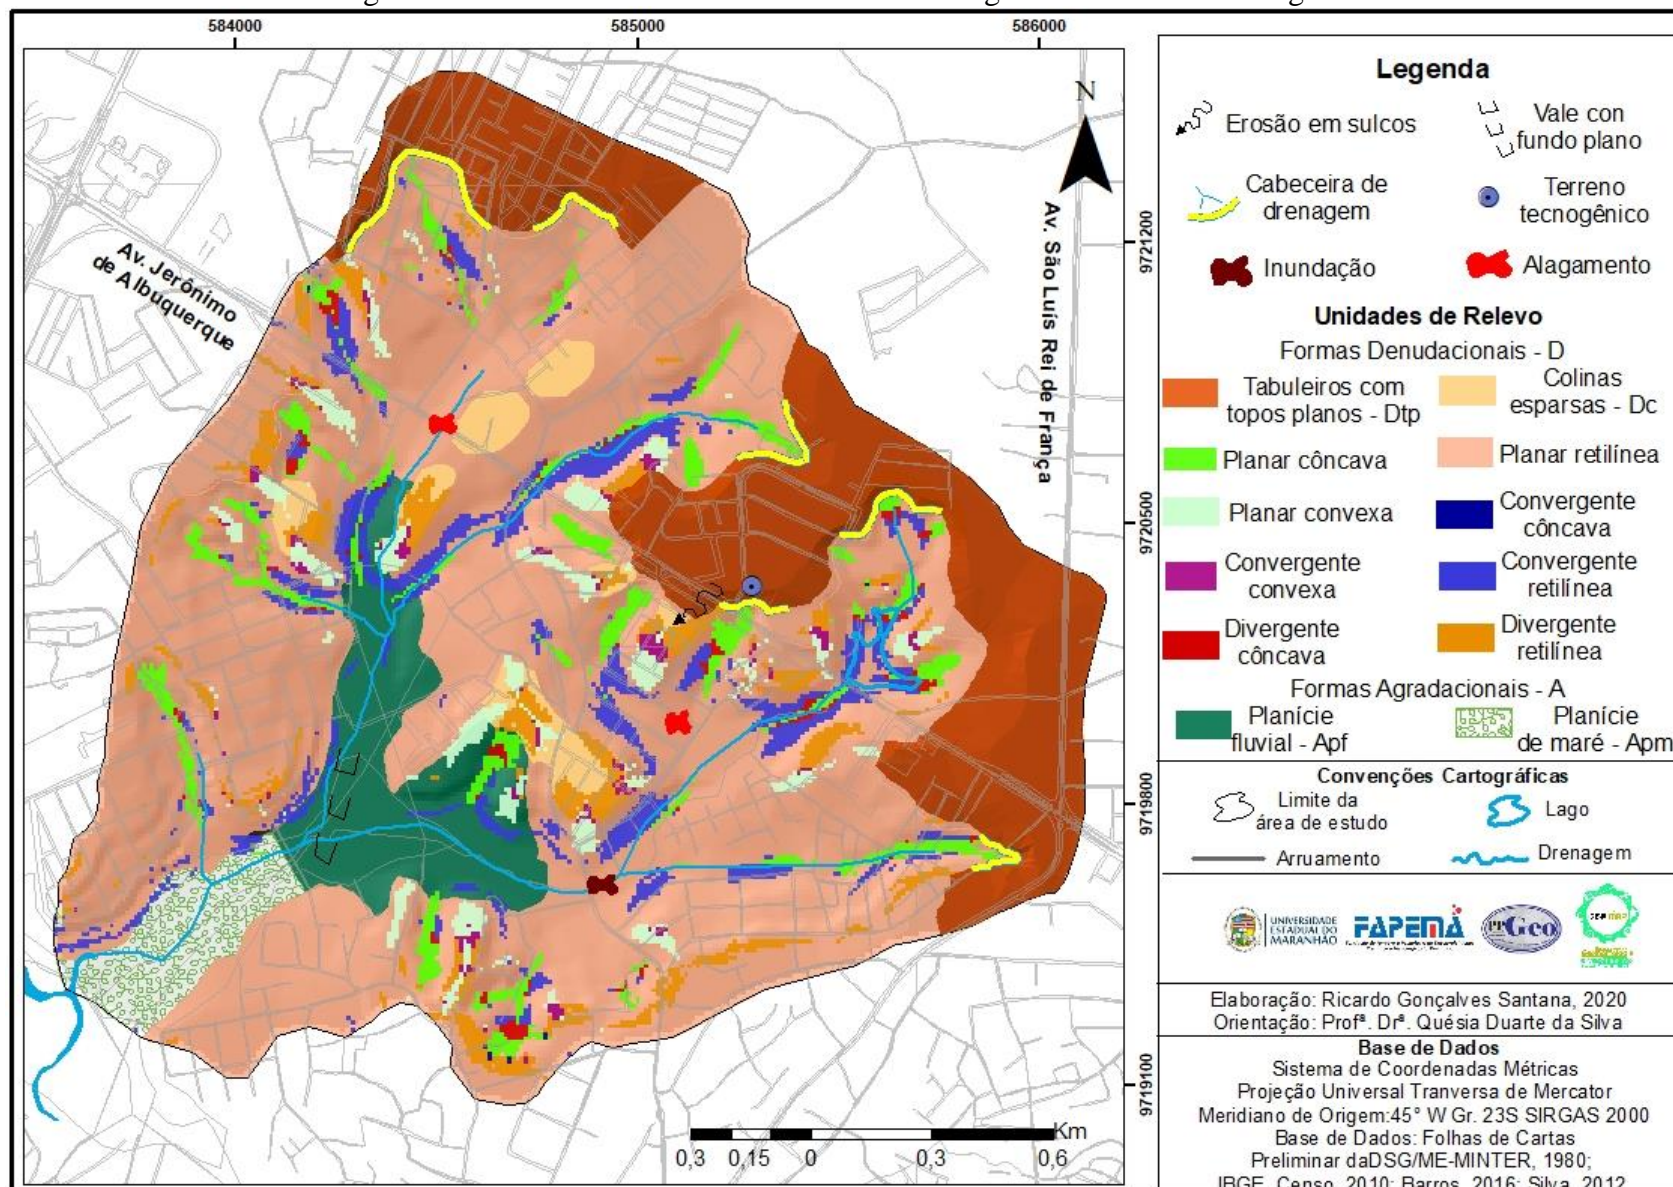 584000
585000
586000
N
Av. Jerônimo
de Albuquerque
Av. São Luís Rei de França
9721200
9720500
9719800
9719100
Km
0,3 0,15 0 0,3 0,6
Legenda
Erosão em sulcos
Vale con
fundo plano
Cabeceira de
drenagem
Terreno
tecnogênico
Inundação
Alagamento
Unidades de Relevo
Formas Denudacionais - D
Tabuleiros com
topos planos - Dtp
Colinas
esparsas - Dc
Planar côncava
Planar retilínea
Planar convexa
Convergente
côncava
Convergente
convexa
Convergente
retilínea
Divergente
côncava
Divergente
retilínea
Formas Agradacionais - A
Planície
fluvial - Apf
Planície
de maré - Apm
Convenções Cartográficas
Limite da
área de estudo
Lago
Arruamento
Drenagem
UNIVERSIDADE
ESTADUAL DO
MARANHÃO
FAPEMA
PPGeo
Elaboração: Ricardo Gonçalves Santana, 2020
Orientação: Profª. Drª. Quésia Duarte da Silva
Base de Dados
Sistema de Coordenadas Métricas
Projeção Universal Tranversa de Mercator
Meridiano de Origem:45° W Gr. 23S SIRGAS 2000
Base de Dados: Folhas de Cartas
Preliminar daDSG/ME-MINTER, 1980;
IBGE, Censo, 2010; Barros, 2016; Silva, 2012